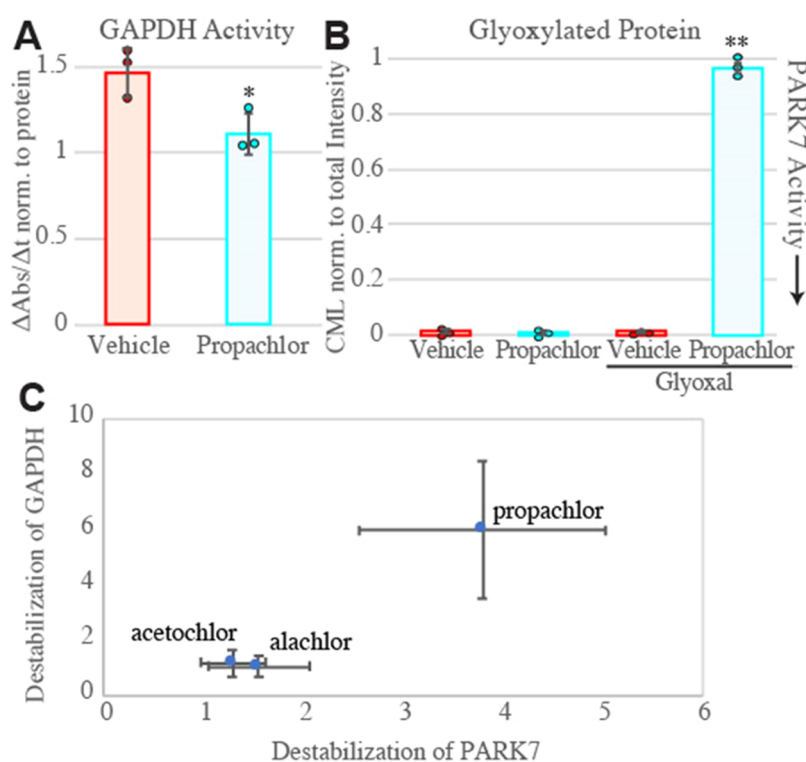 A
GAPDH Activity
ΔAbs/Δt norm. to protein
1.5
1
0.5
0
*
Vehicle
Propachlor
B
Glyoxylated Protein
CML norm. to total Intensity
1
0.8
0.6
0.4
0.2
0
**
PARK7 Activity
Vehicle Propachlor Vehicle Propachlor
Glyoxal
C
Destabilization of GAPDH
10
8
6
4
2
0
propachlor
acetochlor
alachlor
0 1 2 3 4 5 6
Destabilization of PARK7